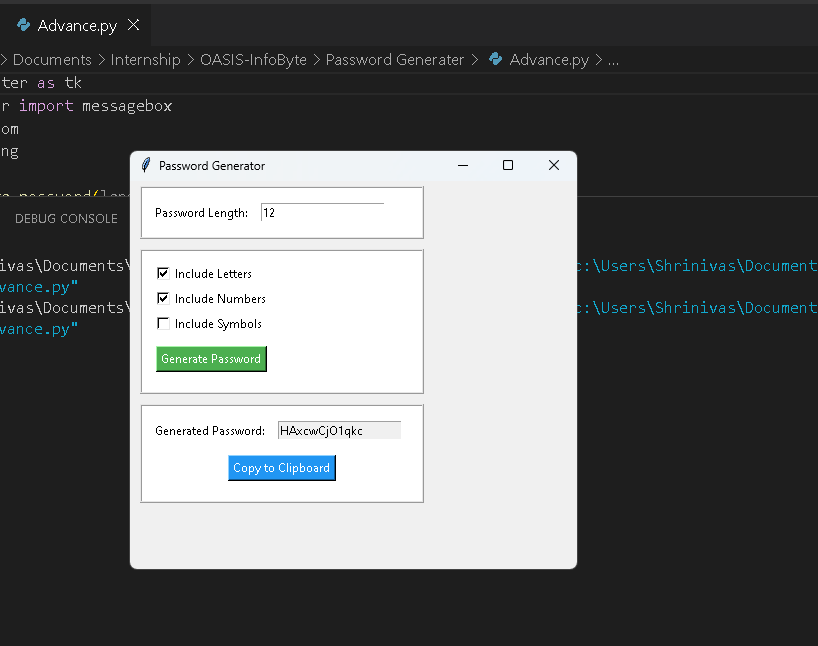 Advance.py
Documents > Internship > OASIS-InfoByte > Password Generater > Advance.py > ...
ter as tk
r import messagebox
om
ng
Password Generator
Password Length: 12
DEBUG CONSOLE
Include Letters
ivas\Documents\ c:\Users\Shrinivas\Document
vance.py"
Include Numbers
ivas\Documents\ c:\Users\Shrinivas\Document
Include Symbols
vance.py"
Generate Password
Generated Password: HAxcwCjO1qkc
Copy to Clipboard